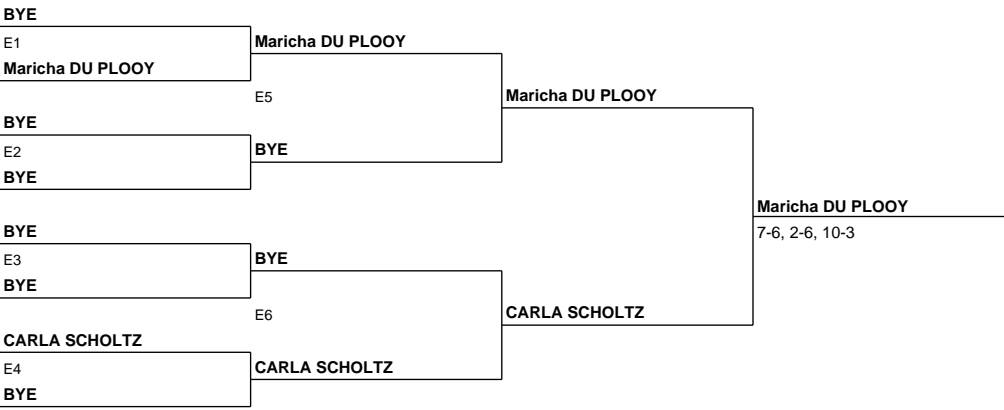 BYE
E1
Maricha DU PLOOY
BYE
E2
BYE
BYE
E3
BYE
CARLA SCHOLTZ
E4
BYE
Maricha DU PLOOY
E5
BYE
BYE
E6
CARLA SCHOLTZ
Maricha DU PLOOY
CARLA SCHOLTZ
Maricha DU PLOOY
7-6, 2-6, 10-3